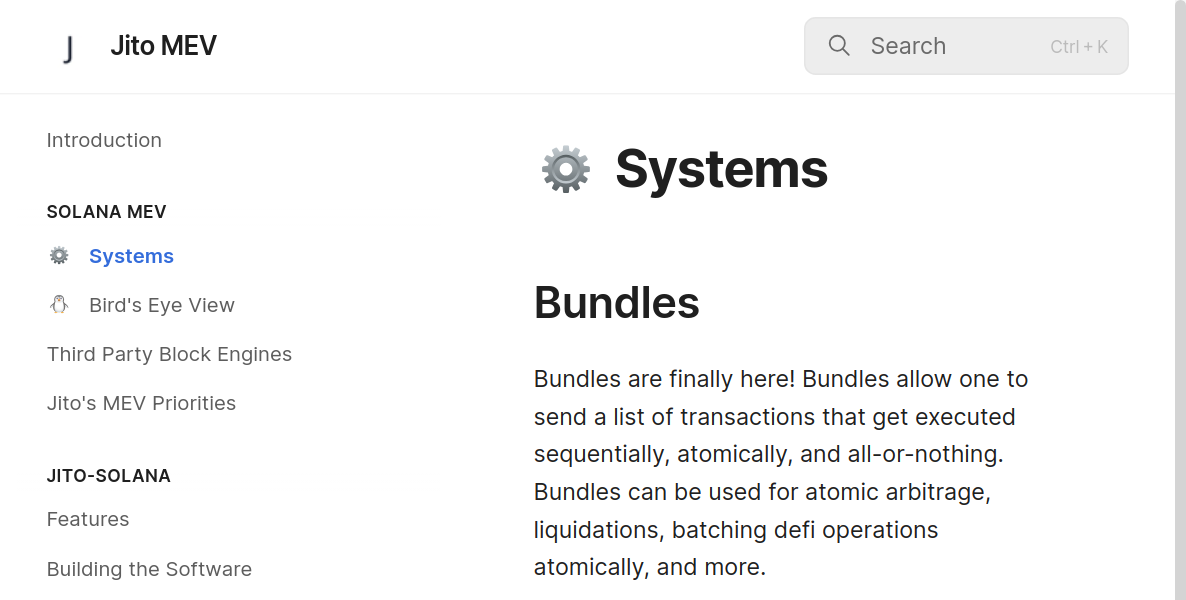 J
Jito MEV
Search
Ctrl + K
Introduction
SOLANA MEV
Systems
Bird's Eye View
Third Party Block Engines
Jito's MEV Priorities
JITO-SOLANA
Features
Building the Software
Systems
Bundles
Bundles are finally here! Bundles allow one to
send a list of transactions that get executed
sequentially, atomically, and all-or-nothing.
Bundles can be used for atomic arbitrage,
liquidations, batching defi operations
atomically, and more.